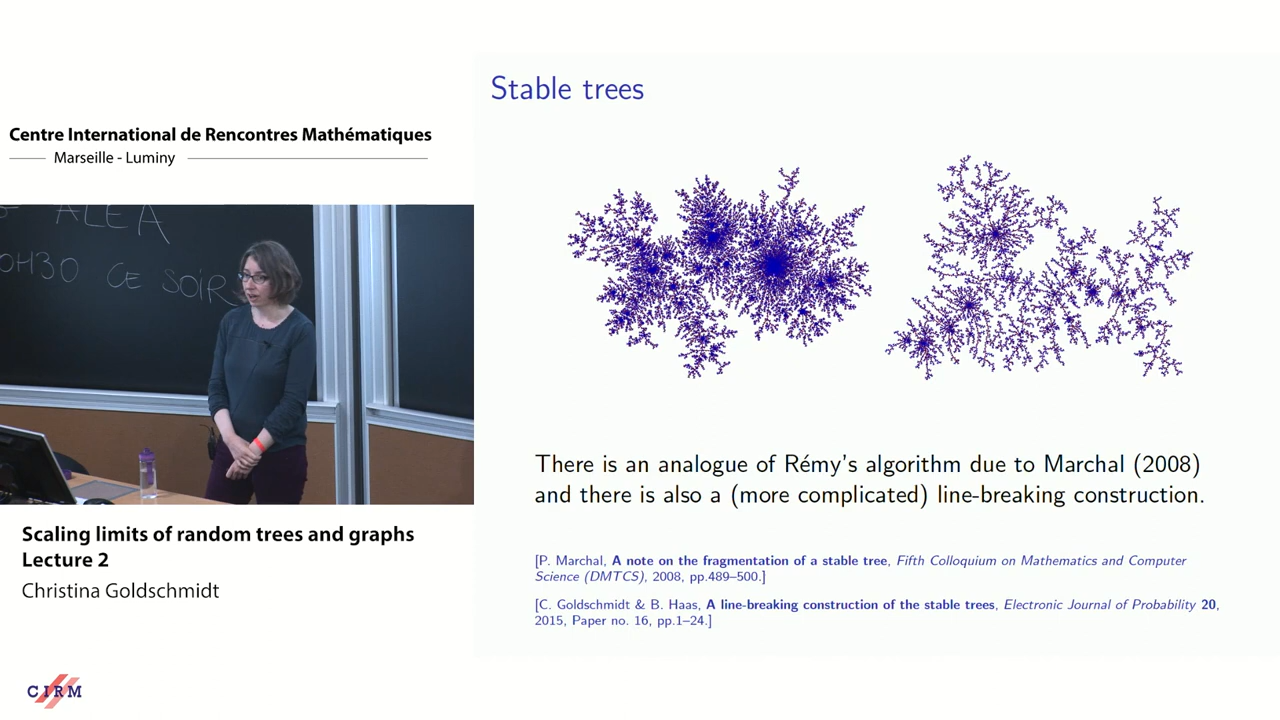 Centre International de Rencontres Mathématiques
Marseille - Luminy
ALEA
0H30 CE SOIR
Scaling limits of random trees and graphs
Lecture 2
Christina Goldschmidt
CIRM
Stable trees
There is an analogue of Rémy's algorithm due to Marchal (2008)
and there is also a (more complicated) line-breaking construction.
[P. Marchal, A note on the fragmentation of a stable tree, Fifth Colloquium on Mathematics and Computer
Science (DMTCS), 2008, pp.489–500.]
[C. Goldschmidt & B. Haas, A line-breaking construction of the stable trees, Electronic Journal of Probability 20,
2015, Paper no. 16, pp.1–24.]